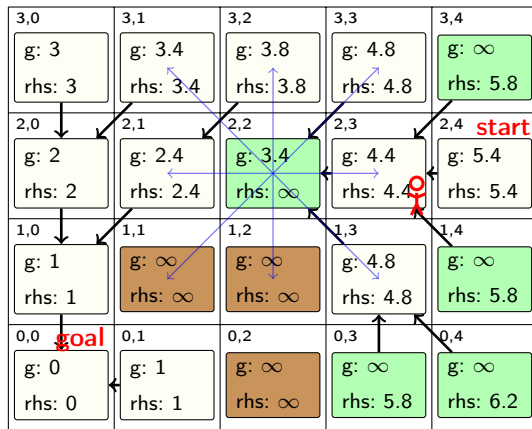 3,0 3,1 3,2 3,3 3,4
g: 3 g: 3.4 g: 3.8 g: 4.8 g: ∞
rhs: 3 rhs: 3.4 rhs: 3.8 rhs: 4.8 rhs: 5.8
2,0 2,1 2,2 2,3 2,4 start
g: 2 g: 2.4 g: 3.4 g: 4.4 g: 5.4
rhs: 2 rhs: 2.4 rhs: ∞ rhs: 4.4 rhs: 5.4
1,0 1,1 1,2 1,3 1,4
g: 1 g: ∞ g: ∞ g: 4.8 g: ∞
rhs: 1 rhs: ∞ rhs: ∞ rhs: 4.8 rhs: 5.8
0,0 goal 0,1 0,2 0,3 0,4
g: 0 g: 1 g: ∞ g: ∞ g: ∞
rhs: 0 rhs: 1 rhs: ∞ rhs: 5.8 rhs: 6.2